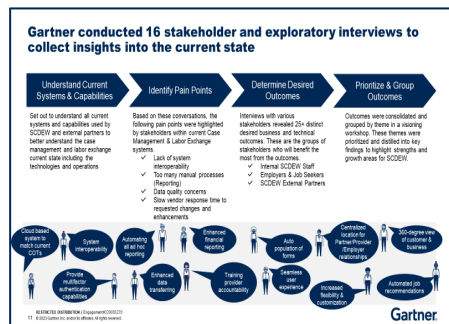 Gartner conducted 16 stakeholder and exploratory interviews to
collect insights into the current state
Understand Current
Systems & Capabilities
Identify Pain Points
Determine Desired
Outcomes
Prioritize & Group
Outcomes
Set out to understand all current
systems and capabilities used by
SCDEW and external partners to
better understand the case
management and labor exchange
current state including the
technologies and operations
Based on these conversations, the
following pain points were highlighted
by stakeholders within current Case
Management & Labor Exchange
systems.
✓ Lack of system
interoperability
✓ Too many manual processes
(Reporting)
✓ Data quality concerns
✓ Slow vendor response time to
requested changes and
enhancements
Interviews with various
stakeholders revealed 25+ distinct
desired business and technical
outcomes. These are the groups of
stakeholders who will benefit the
most from the outcomes.
✓ Internal SCDEW Staff
✓ Employers & Job Seekers
✓ SCDEW External Partners
Outcomes were consolidated and
grouped by theme in a visioning
workshop. These themes were
prioritized and distilled into key
findings to highlight strengths and
growth areas for SCDEW.
Cloud based
system to
match current
COTs
System
interoperability
Provide
multifactor
authentication
capabilities
Automating
all ad hoc
reporting
Enhanced
data
transferring
Enhanced
financial
reporting
Training
provider
accountability
Auto
population of
forms
Seamless
user
experience
Centralized
location for
Partner/Provider
/Employer
relationships
Increased
flexibility &
customization
360-degree view
of customer &
business
Automated job
recommendations
RESTRICTED DISTRIBUTION
11 © 2023 Gartner, Inc. and/or its affiliates. All rights reserved.
Gartner